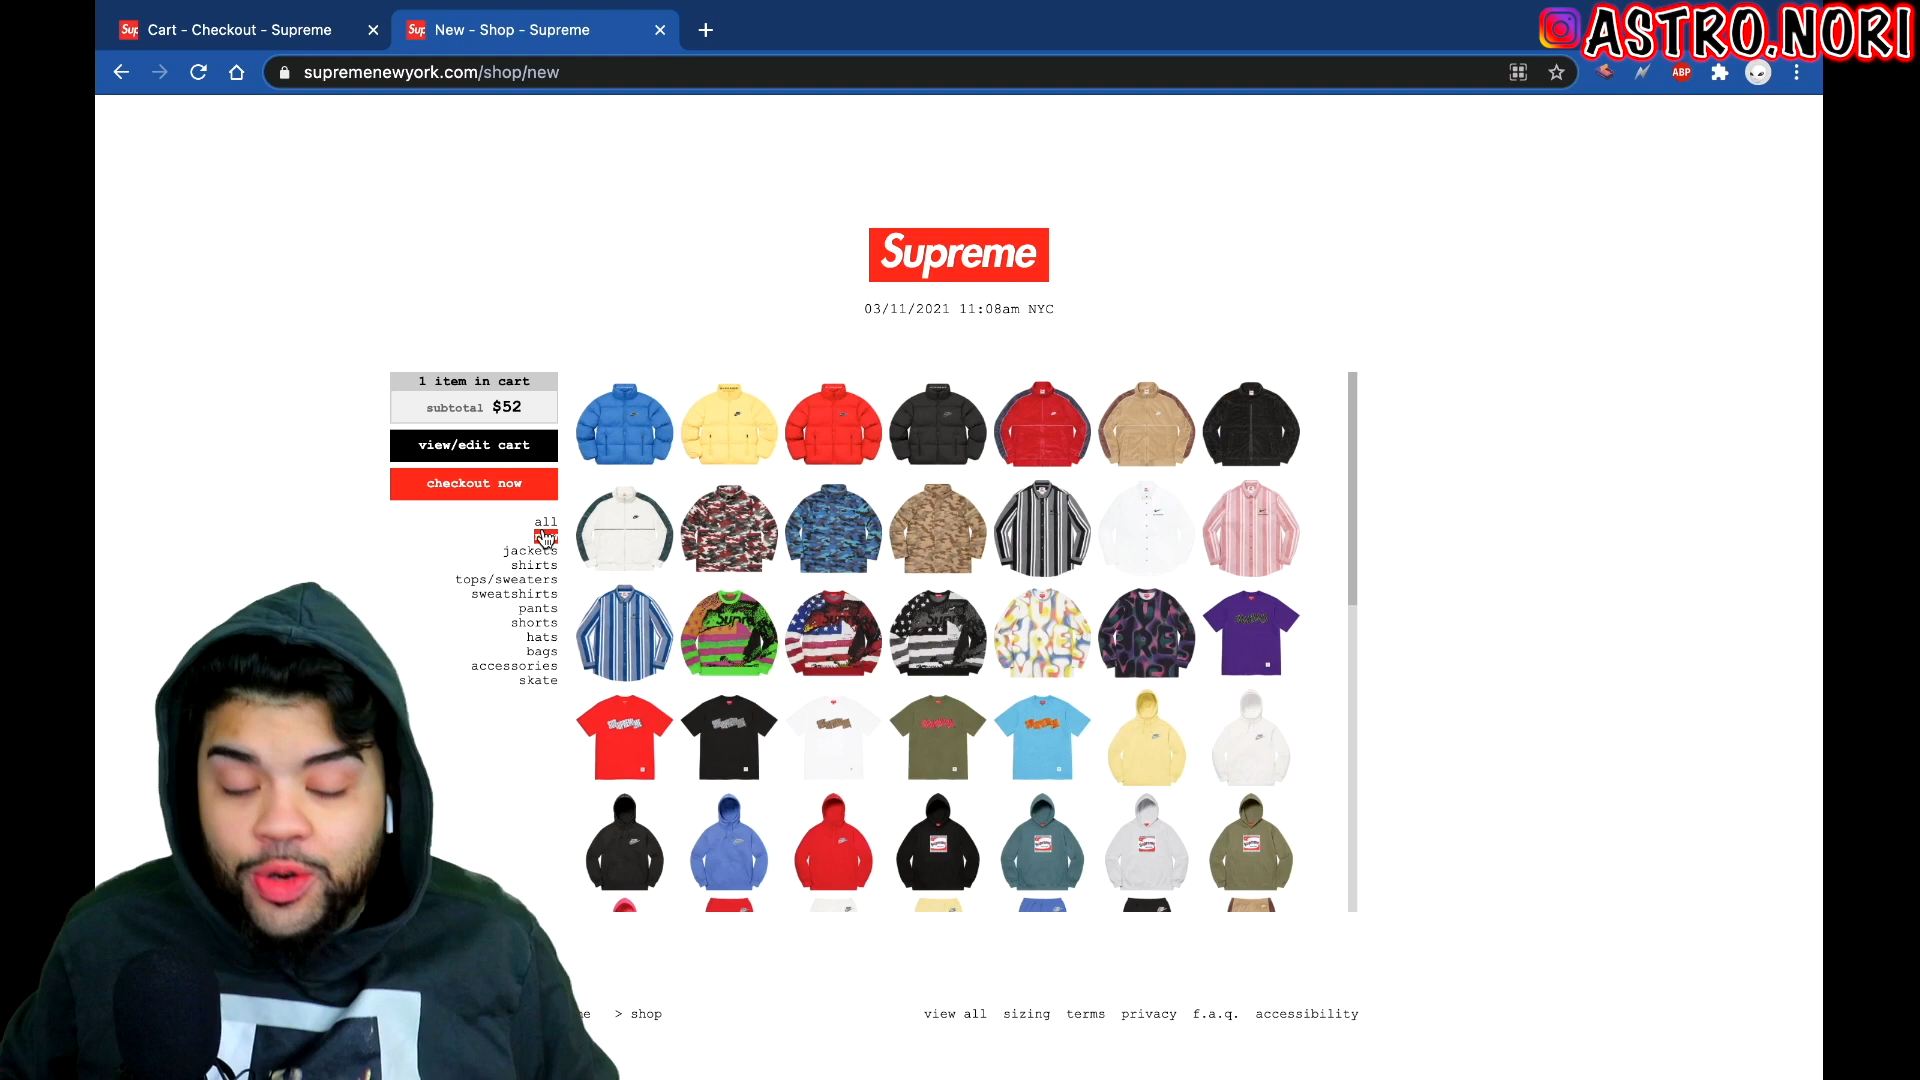 Cart - Checkout - Supreme
New - Shop - Supreme
ASTRO.NORI
supremenewyork.com/shop/new
ABP
Supreme
03/11/2021 11:08am NYC
1 item in cart
subtotal $52
view/edit cart
checkout now
all
jackets
shirts
tops/sweaters
sweatshirts
pants
shorts
hats
bags
accessories
skate
> shop
view all sizing terms privacy f.a.q. accessibility